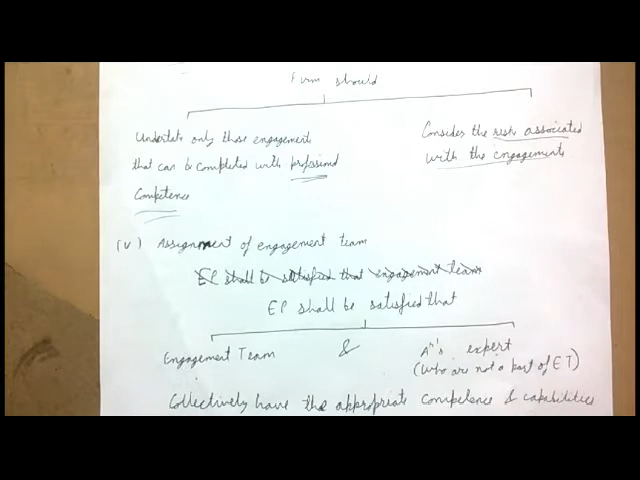 Firm should
Undertake only those engagements
that can be completed with professional
Competence
Consider the risk associated
with the engagements
(V) Assignment of engagement team
EP shall be satisfied that engagement team
EP shall be satisfied that
Engagement Team & A"'s expert
(who are not a part of ET)
Collectively have the appropriate competence & capabilities